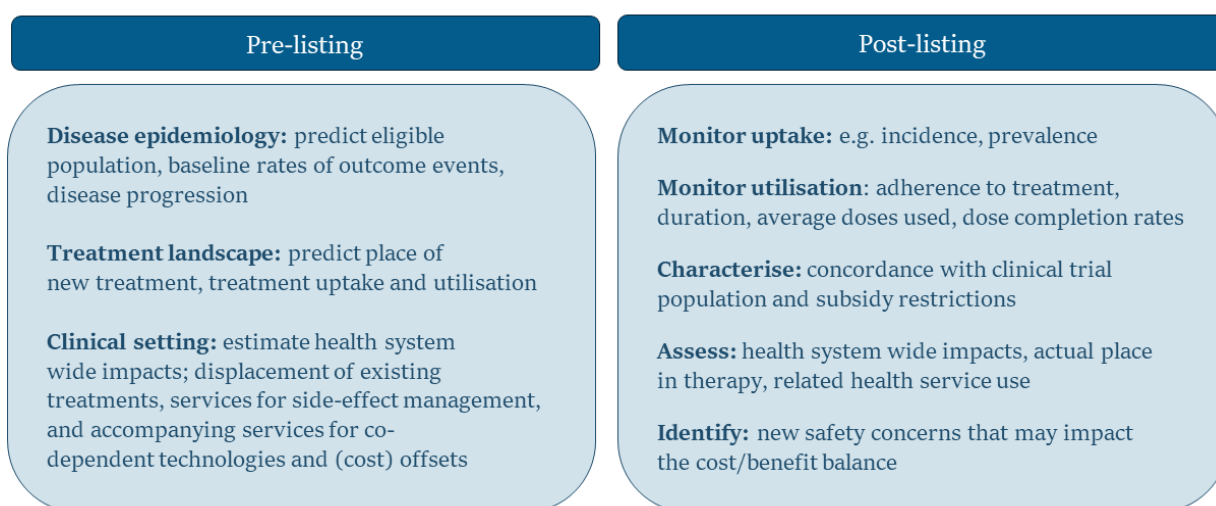 Pre-listing
Disease epidemiology: predict eligible
population, baseline rates of outcome events,
disease progression
Treatment landscape: predict place of
new treatment, treatment uptake and utilisation
Clinical setting: estimate health system
wide impacts; displacement of existing
treatments, services for side-effect management,
and accompanying services for co-
dependent technologies and (cost) offsets
Post-listing
Monitor uptake: e.g. incidence, prevalence
Monitor utilisation: adherence to treatment,
duration, average doses used, dose completion rates
Characterise: concordance with clinical trial
population and subsidy restrictions
Assess: health system wide impacts, actual place
in therapy, related health service use
Identify: new safety concerns that may impact
the cost/benefit balance